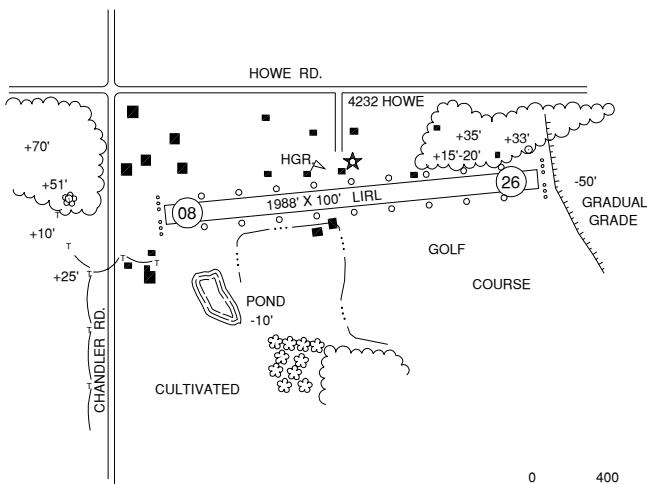 HOWE RD.
4232 HOWE
+70'
+35'
+33'
+15'-20'
HGR
+51'
26
-50'
GRADUAL
GRADE
1988' X 100' LIRL
08
+10'
T
T
GOLF
T
T
+25'
T
COURSE
POND
-10'
CHANDLER RD.
T
T
CULTIVATED
0 400